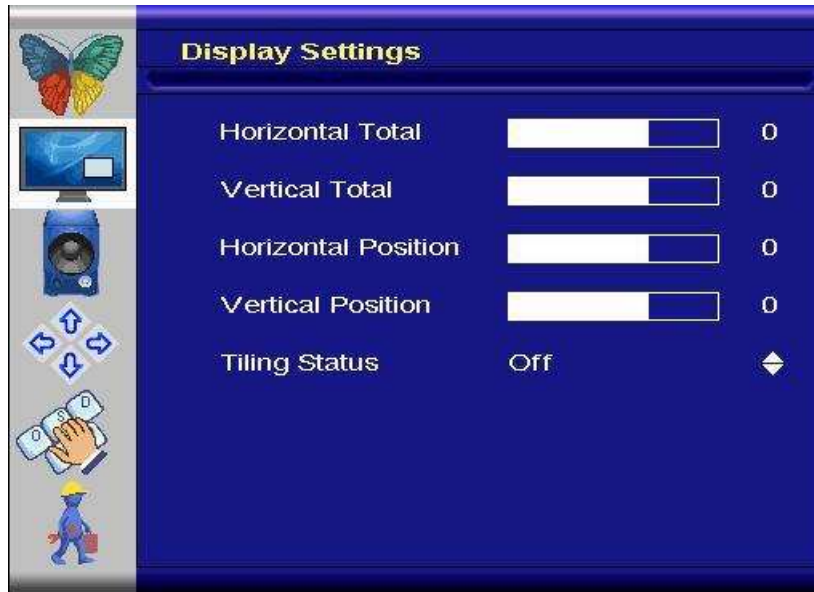 Display Settings
Horizontal Total 0
Vertical Total 0
Horizontal Position 0
Vertical Position 0
Tiling Status Off
O S D